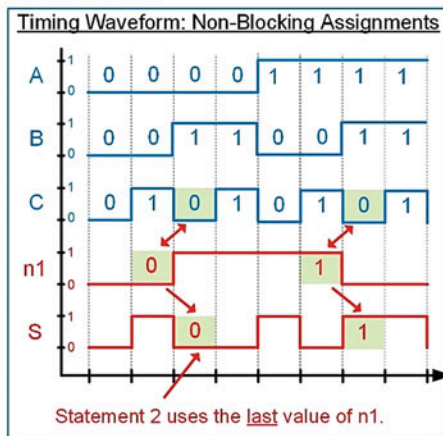 Timing Waveform: Non-Blocking Assignments
A 1 0 0 0 0 0 1 1 1 1
B 1 0 0 0 1 1 0 0 1 1
C 1 0 0 1 0 1 0 1 0 1
n1 1 0 0 1
S 1 0 0 1
Statement 2 uses the last value of n1.